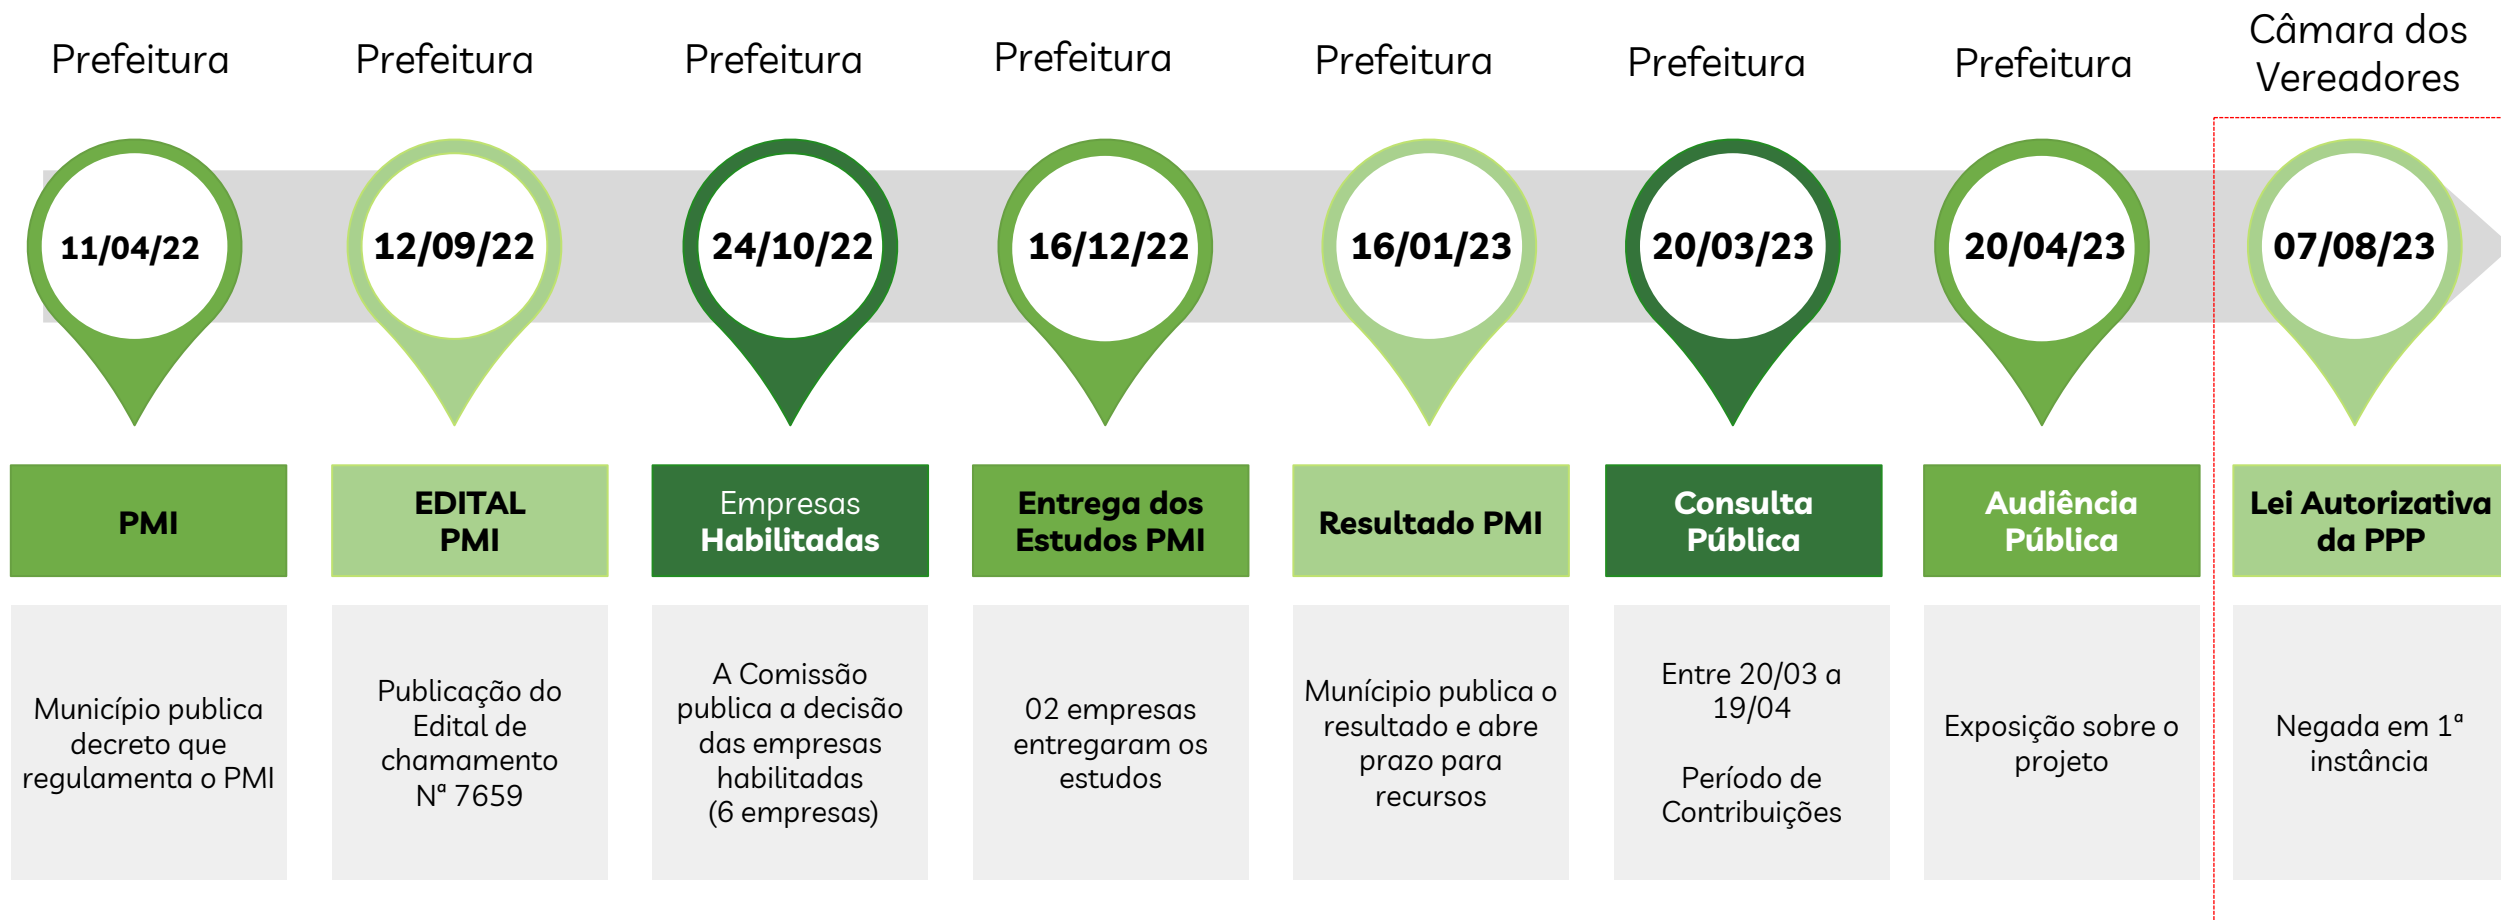 Prefeitura
Prefeitura
Prefeitura
Prefeitura
Prefeitura
Prefeitura
Prefeitura
Câmara dos
Vereadores
11/04/22
12/09/22
24/10/22
16/12/22
16/01/23
20/03/23
20/04/23
07/08/23
PMI
EDITAL
PMI
Empresas
Habilitadas
Entrega dos
Estudos PMI
Resultado PMI
Consulta
Pública
Audiência
Pública
Lei Autorizativa
da PPP
Município publica
decreto que
regulamenta o PMI
Publicação do
Edital de
chamamento
Nª 7659
A Comissão
publica a decisão
das empresas
habilitadas
(6 empresas)
02 empresas
entregaram os
estudos
Munícipio publica o
resultado e abre
prazo para
recursos
Entre 20/03 a
19/04
Período de
Contribuições
Exposição sobre o
projeto
Negada em 1ª
instância